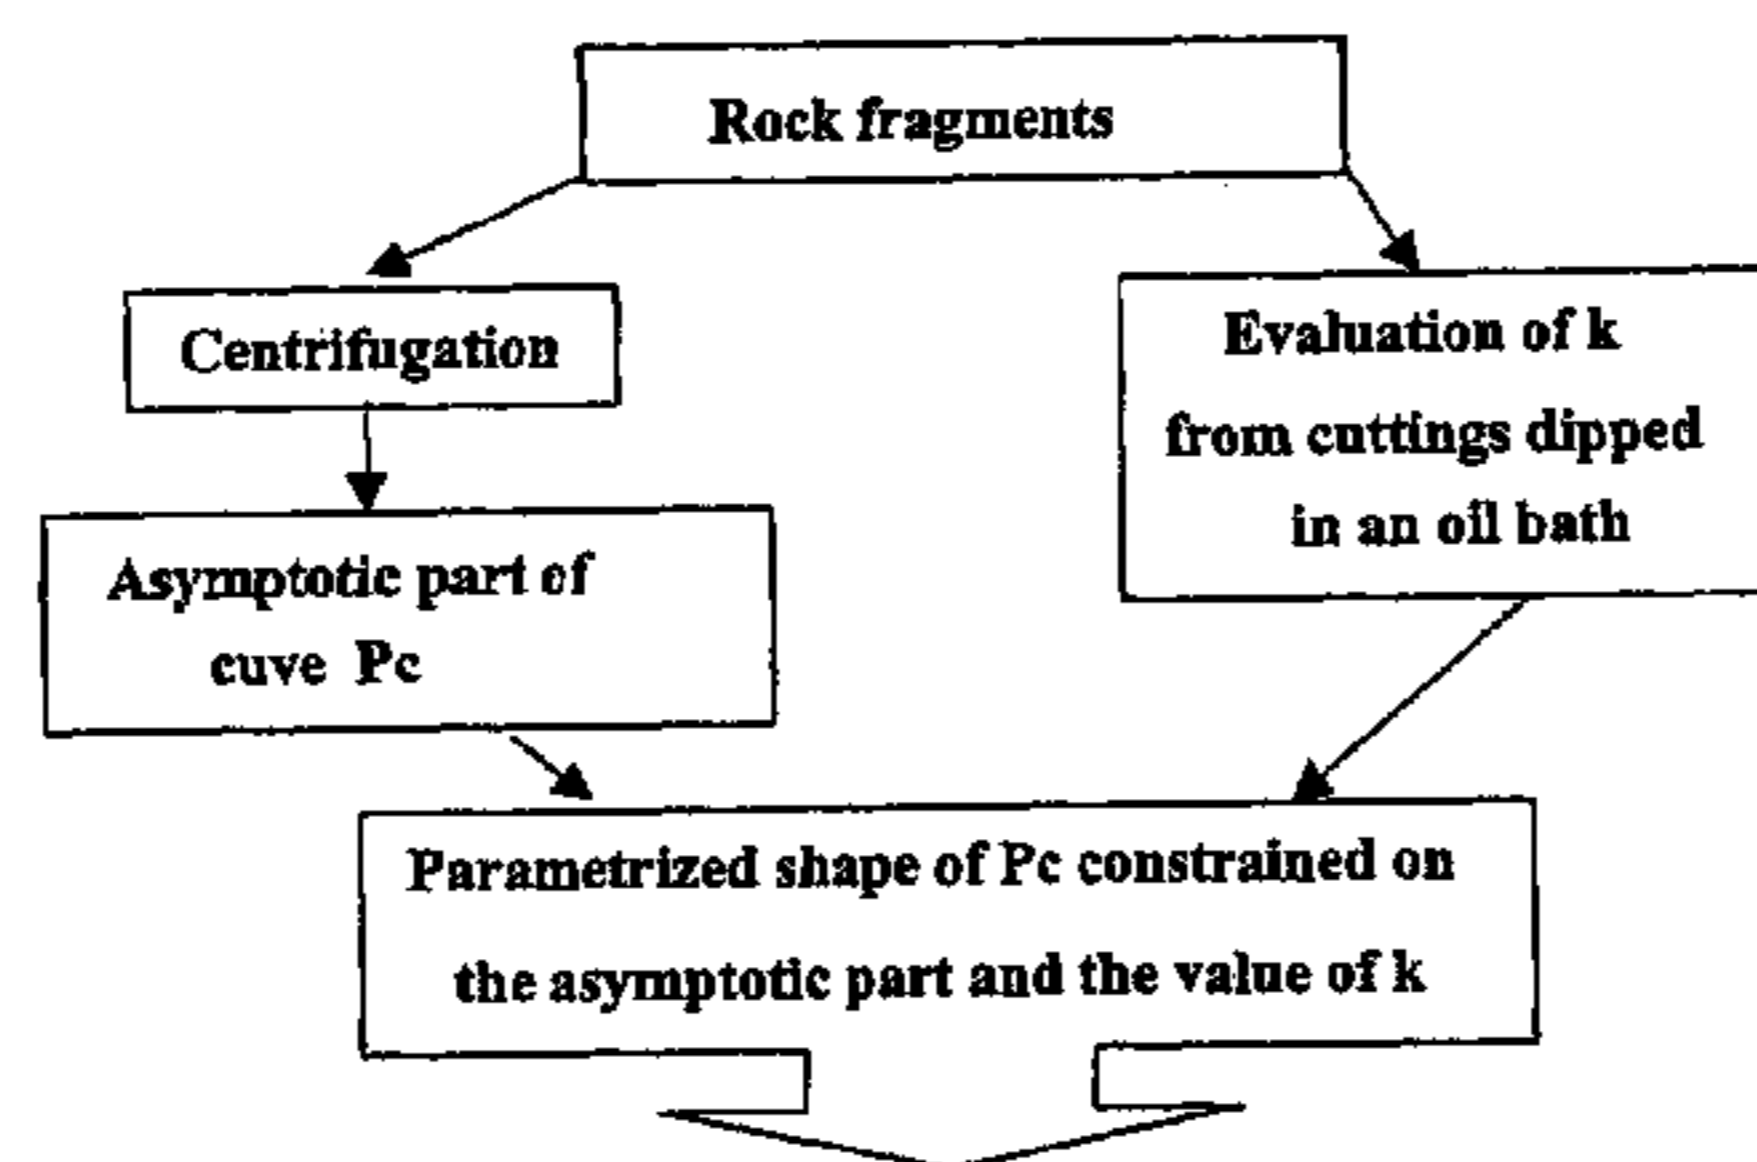 Rock fragments
Centrifugation
Evaluation of k
from cuttings dipped
in an oil bath
Asymptotic part of
cuve Pc
Parametrized shape of Pc constrained on
the asymptotic part and the value of k